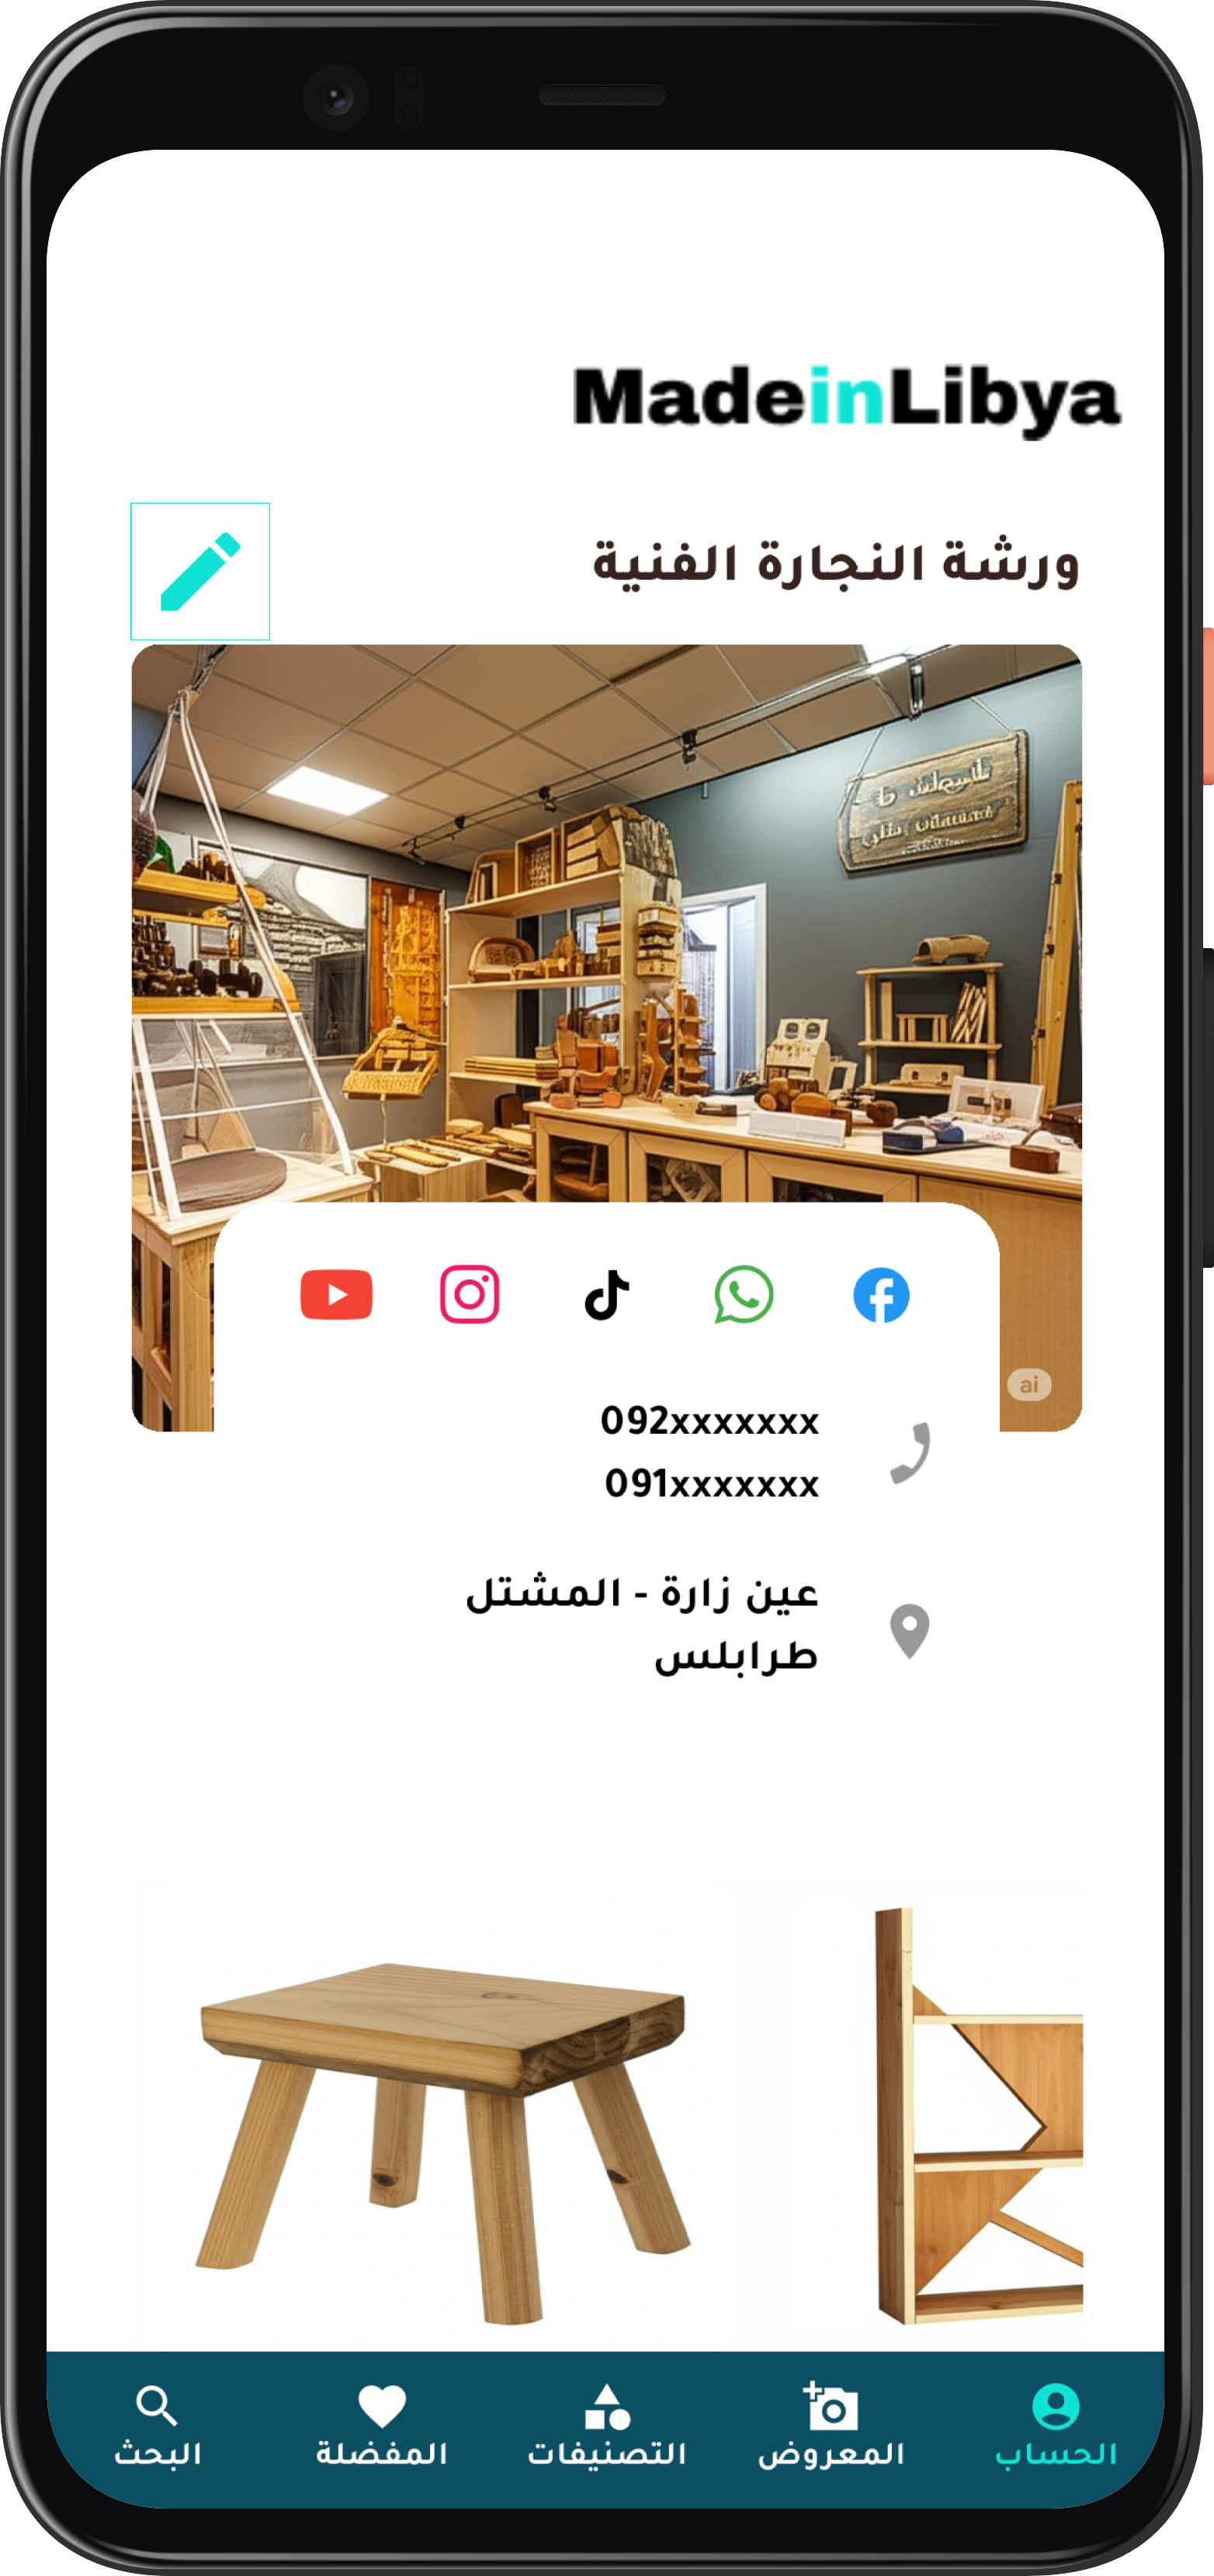 MadeinLibya
ورشة النجارة الفنية
ai
092xxxxxxx
091xxxxxxx
عين زارة - المشتل
طرابلس
الحساب
المعروض
التصنيفات
المفضلة
البحث